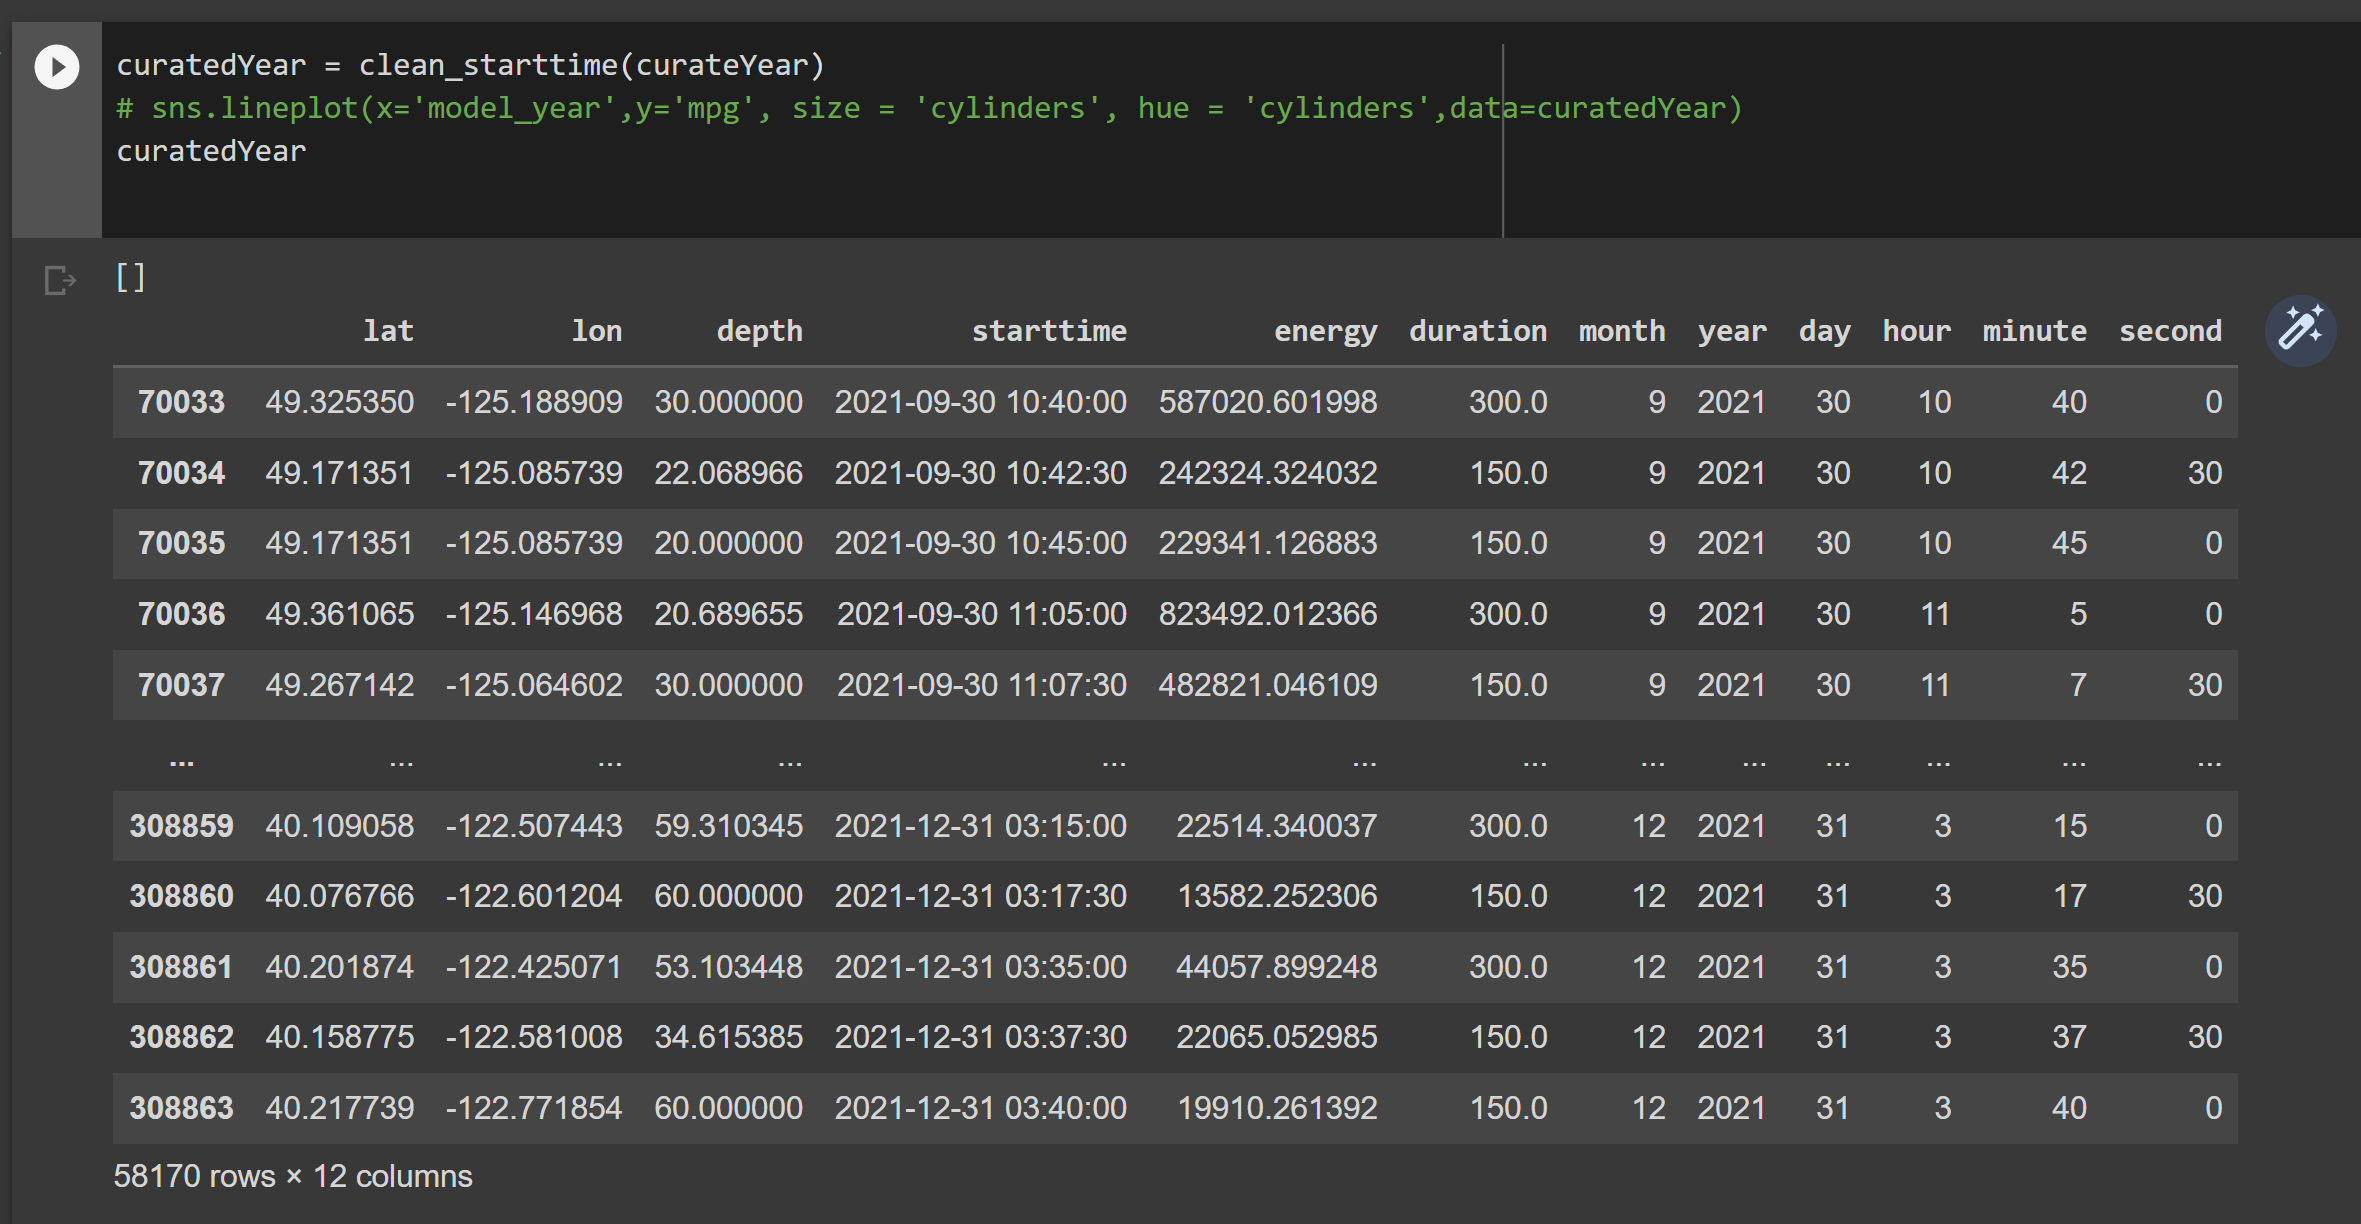 curatedYear = clean_starttime(curateYear)
# sns.lineplot(x='model_year',y='mpg', size = 'cylinders', hue = 'cylinders',data=curatedYear)
curatedYear
[]
lat lon depth starttime energy duration month year day hour minute second
70033 49.325350 -125.188909 30.000000 2021-09-30 10:40:00 587020.601998 300.0 9 2021 30 10 40 0
70034 49.171351 -125.085739 22.068966 2021-09-30 10:42:30 242324.324032 150.0 9 2021 30 10 42 30
70035 49.171351 -125.085739 20.000000 2021-09-30 10:45:00 229341.126883 150.0 9 2021 30 10 45 0
70036 49.361065 -125.146968 20.689655 2021-09-30 11:05:00 823492.012366 300.0 9 2021 30 11 5 0
70037 49.267142 -125.064602 30.000000 2021-09-30 11:07:30 482821.046109 150.0 9 2021 30 11 7 30
... ... ... ... ... ... ... ... ... ... ... ... ...
308859 40.109058 -122.507443 59.310345 2021-12-31 03:15:00 22514.340037 300.0 12 2021 31 3 15 0
308860 40.076766 -122.601204 60.000000 2021-12-31 03:17:30 13582.252306 150.0 12 2021 31 3 17 30
308861 40.201874 -122.425071 53.103448 2021-12-31 03:35:00 44057.899248 300.0 12 2021 31 3 35 0
308862 40.158775 -122.581008 34.615385 2021-12-31 03:37:30 22065.052985 150.0 12 2021 31 3 37 30
308863 40.217739 -122.771854 60.000000 2021-12-31 03:40:00 19910.261392 150.0 12 2021 31 3 40 0
58170 rows × 12 columns